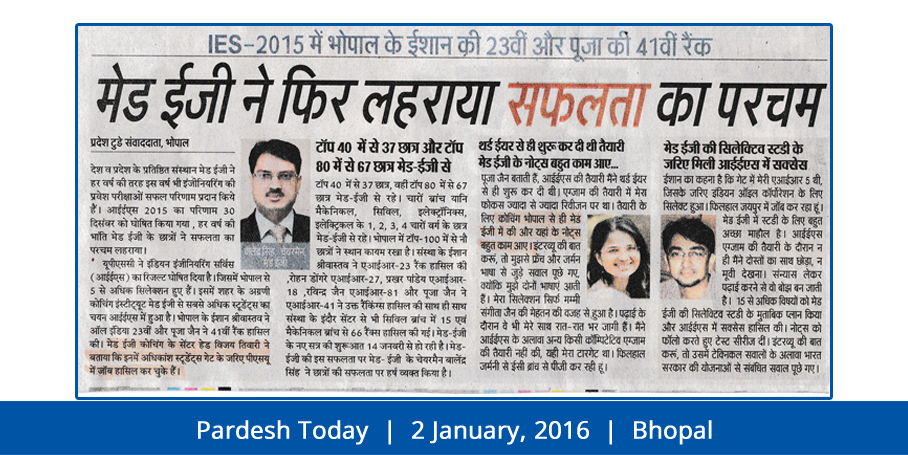 IES-2015 में भोपाल के ईशान की 23वीं और पूजा की 41वीं रैंक
मेड ईजी ने फिर लहराया सफलता का परचम
प्रदेश टुडे संवाददाता, भोपाल
देश व प्रदेश के प्रतिष्ठित संस्थान मेड ईजी ने
हर वर्ष की तरह इस वर्ष भी इंजीनियरिंग की
प्रवेश परीक्षाओं सफल परिणाम प्रदान किये
हैं। आईईएस 2015 का परिणाम 30
दिसंबर को घोषित किया गया , हर वर्ष की
भांति मेड ईजी के छात्रों ने सफलता का
परचम लहराया।
यूपीएससी ने इंडियन इंजीनियरिंग सर्विस
(आईईएस ) का रिजल्ट घोषित दिया है।जिसमें भोपाल से
5 से अधिक सिलेक्शन हुए हैं। इसमें शहर के अग्रणी
कोचिंग इंस्टीट्यूट मेड ईजी से सबसे अधिक स्टूडेंट्स का
चयन आईईएस में हुआ है। भोपाल के ईशान श्रीवास्तव ने
ऑल इंडिया 23वीं और पूजा जैन ने 41वीं रैंक हासिल
की। मेड ईजी कोचिंग के सेंटर हेड विजय तिवारी ने
बताया कि इनमें अधिकांश स्टूडेंट्स गेट के जरिए पीएसयू
में जॉब हासिल कर चुके हैं।
टॉप 40 में से 37 छात्र और टॉप
80 में से 67 छात्र मेड-ईजी से
टॉप 40 में से 37 छात्र, वही टॉप 80 में से 67
छात्र मेड-ईजी से रहे। चारों ब्रांच यानि
मैकेनिकल, सिविल, इलेक्ट्रॉनिक्स,
इलेक्ट्रिकल के 1, 2, 3, 4 चारों वर्ग के छात्र
मेड-ईजी से रहे। भोपाल में टॉप-100 में से नौ
छात्रों ने स्थान कायम रखा है। संस्था के ईशान
श्रीवास्तव ने एआईआर-23 रैंक हासिल की
,रोहन डोंगरे एआईआर-27, प्रखर पांडेय एआईआर-
18 ,रविन्द्र जैन एआईआर-81 और पूजा जैन ने
एआईआर-41 ने उक्त रैंकिंग्स हासिल की साथ ही साथ
संस्था के इंदौर सेंटर से भी सिविल ब्रांच में 15 एवं
मैकेनिकल ब्रांच से 66 रैंक्स हासिल की गई। मेड-ईजी
के नए सत्र की शुरूआत 14 जनवरी से हो रही है। मेड-
ईजी की इस सफलता पर मेड- ईजी के चेयरमैन बालेंद्र
सिंह ने छात्रों की सफलता पर हर्ष व्यक्त किया है।
थर्ड ईयर से ही शुरू कर दी थी तैयारी
मेड ईजी के नोट्स बहुत काम आए...
पूजा जैन बताती हैं, आईईएस की तैयारी मैंने थर्ड ईयर
से ही शुरू कर दी थी। एग्जाम की तैयारी में मेरा
फोकस ज्यादा से ज्यादा रिवीजन पर था। तैयारी के
लिए कोचिंग भोपाल से ही मेड
ईजी में की और यहां के नोट्स
बहुत काम आए। इंटरव्यू की बात
करूं, तो मुझसे फ्रेंच और जर्मन
भाषा से जुड़े सवाल पूछे गए,
क्योंकि मुझे दोनों भाषाएं आती
हैं। मेरा सिलेक्शन सिर्फ मम्मी
संगीता जैन की मेहनत की वजह से हुआ है। पढ़ाई के
दौरान वे भी मेरे साथ रात-रात भर जागी हैं। मैंने
आईईएस के अलावा अन्य किसी कॉम्पिटेटिव एग्जाम
की तैयारी नही की, यही मेरा टारगेट था। फिलहाल
जर्मनी से ईसी ब्रांच से पीजी कर रही हूं।
मेड ईजी की सिलेक्टिव स्टडी के
जरिए मिली आईईएस में सक्सेस
ईशान का कहना है कि गेट में मेरी एआईआर 5 थी,
जिसके जरिए इंडियन ऑइल कॉर्पोरेशन के लिए
सिलेक्ट हुआ। फिलहाल जयपुर में जॉब कर रहा हूं।
मेड ईजी में स्टडी के लिए बहुत
अच्छा माहौल है। आईईएस
एग्जाम की तैयारी के दौरान न
ही मैंने दोस्तों का साथ छोड़ा, न
मूवी देखना। संन्यास लेकर
पढ़ाई करने से वो बोझ बन जाती
है। 15 से अधिक विषयों को मेड
ईजी की सिलेक्टिव स्टडी के मुताबिक प्लान किया
और आईईएस में सक्सेस हासिल की। नोट्स को
फॉलो करते हुए टेस्ट सीरीज दी। इंटरव्यू की बात
करूं, तो उसमें टेक्निकल सवालों के अलावा भारत
सरकार की योजनाओं से संबंधित सवाल पूछे गए।
Pardesh Today | 2 January, 2016 | Bhopal